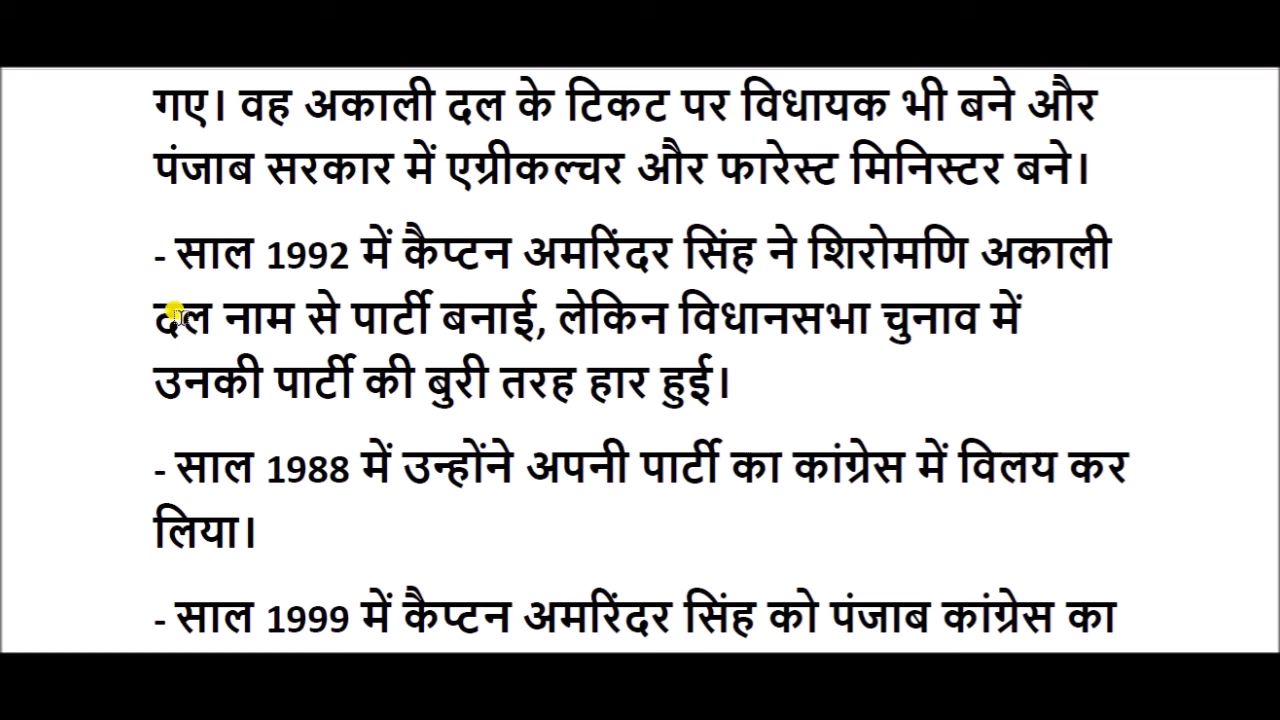 गए। वह अकाली दल के टिकट पर विधायक भी बने और
पंजाब सरकार में एग्रीकल्चर और फारेस्ट मिनिस्टर बने।
- साल 1992 में कैप्टन अमरिंदर सिंह ने शिरोमणि अकाली
दल नाम से पार्टी बनाई, लेकिन विधानसभा चुनाव में
उनकी पार्टी की बुरी तरह हार हुई।
- साल 1988 में उन्होंने अपनी पार्टी का कांग्रेस में विलय कर
लिया।
- साल 1999 में कैप्टन अमरिंदर सिंह को पंजाब कांग्रेस का